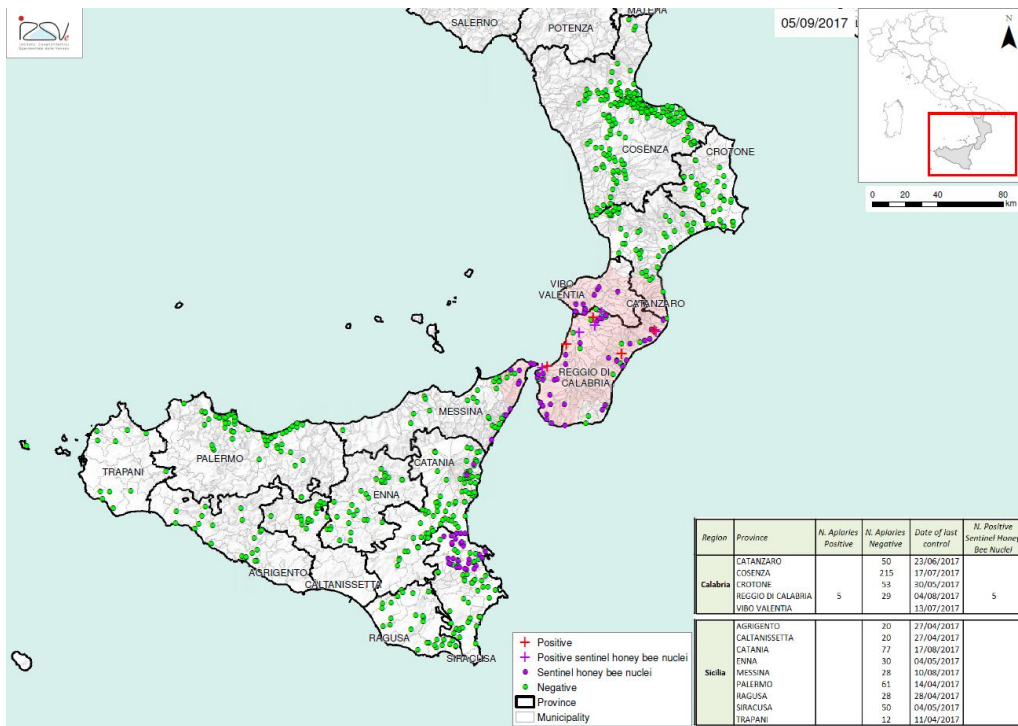 SALERNO
POTENZA
MATERA
05/09/2017
N
COSENZA
CROTONE
0 20 40 80
km
VIBO
VALENTIA
CATANZARO
REGGIO DI
CALABRIA
MESSINA
PALERMO
TRAPANI
CATANIA
ENNA
AGRIGENTO
CALTANISSETTA
RAGUSA
SIRACUSA
Positive
Positive sentinel honey bee nuclei
Sentinel honey bee nuclei
Negative
Province
Municipality
Region Province N. Apiaries Positive N. Apiaries Negative Date of last control N. Positive Sentinel Honey Bee Nuclei
Calabria
CATANZARO 50 23/06/2017
COSENZA 215 17/07/2017
CROTONE 53 30/05/2017
REGGIO DI CALABRIA 5 29 04/08/2017 5
VIBO VALENTIA 13/07/2017
Sicilia
AGRIGENTO 20 27/04/2017
CALTANISSETTA 20 27/04/2017
CATANIA 77 17/08/2017
ENNA 30 04/05/2017
MESSINA 28 10/08/2017
PALERMO 61 14/04/2017
RAGUSA 28 28/04/2017
SIRACUSA 50 04/05/2017
TRAPANI 12 11/04/2017